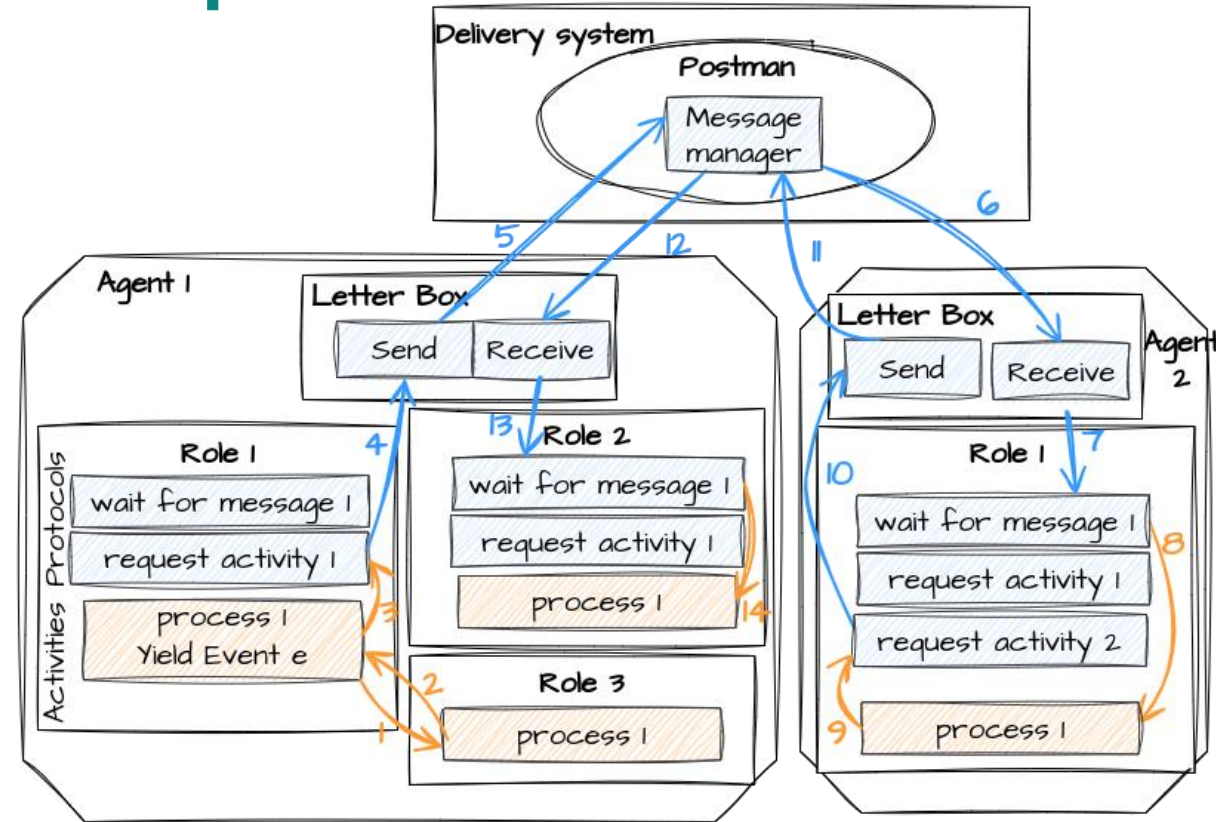 Delivery system
Postman
Message
manager
5
12
11
6
Agent 1
Letter Box
Send
Receive
Letter Box
Send
Receive
Agent
2
4
13
7
10
Activities Protocols
Role 1
wait for message 1
request activity 1
process 1
Yield Event e
3
Role 2
wait for message 1
request activity 1
process 1
14
1
2
Role 3
process 1
Role 1
wait for message 1
8
request activity 1
request activity 2
9
process 1